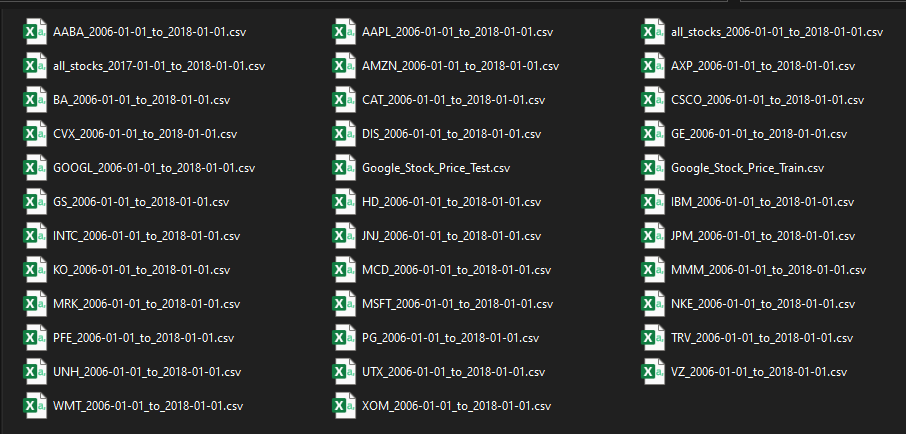 AABA_2006-01-01_to_2018-01-01.csv
AAPL_2006-01-01_to_2018-01-01.csv
all_stocks_2006-01-01_to_2018-01-01.csv
all_stocks_2017-01-01_to_2018-01-01.csv
AMZN_2006-01-01_to_2018-01-01.csv
AXP_2006-01-01_to_2018-01-01.csv
BA_2006-01-01_to_2018-01-01.csv
CAT_2006-01-01_to_2018-01-01.csv
CSCO_2006-01-01_to_2018-01-01.csv
CVX_2006-01-01_to_2018-01-01.csv
DIS_2006-01-01_to_2018-01-01.csv
GE_2006-01-01_to_2018-01-01.csv
GOOGL_2006-01-01_to_2018-01-01.csv
Google_Stock_Price_Test.csv
Google_Stock_Price_Train.csv
GS_2006-01-01_to_2018-01-01.csv
HD_2006-01-01_to_2018-01-01.csv
IBM_2006-01-01_to_2018-01-01.csv
INTC_2006-01-01_to_2018-01-01.csv
JNJ_2006-01-01_to_2018-01-01.csv
JPM_2006-01-01_to_2018-01-01.csv
KO_2006-01-01_to_2018-01-01.csv
MCD_2006-01-01_to_2018-01-01.csv
MMM_2006-01-01_to_2018-01-01.csv
MRK_2006-01-01_to_2018-01-01.csv
MSFT_2006-01-01_to_2018-01-01.csv
NKE_2006-01-01_to_2018-01-01.csv
PFE_2006-01-01_to_2018-01-01.csv
PG_2006-01-01_to_2018-01-01.csv
TRV_2006-01-01_to_2018-01-01.csv
UNH_2006-01-01_to_2018-01-01.csv
UTX_2006-01-01_to_2018-01-01.csv
VZ_2006-01-01_to_2018-01-01.csv
WMT_2006-01-01_to_2018-01-01.csv
XOM_2006-01-01_to_2018-01-01.csv